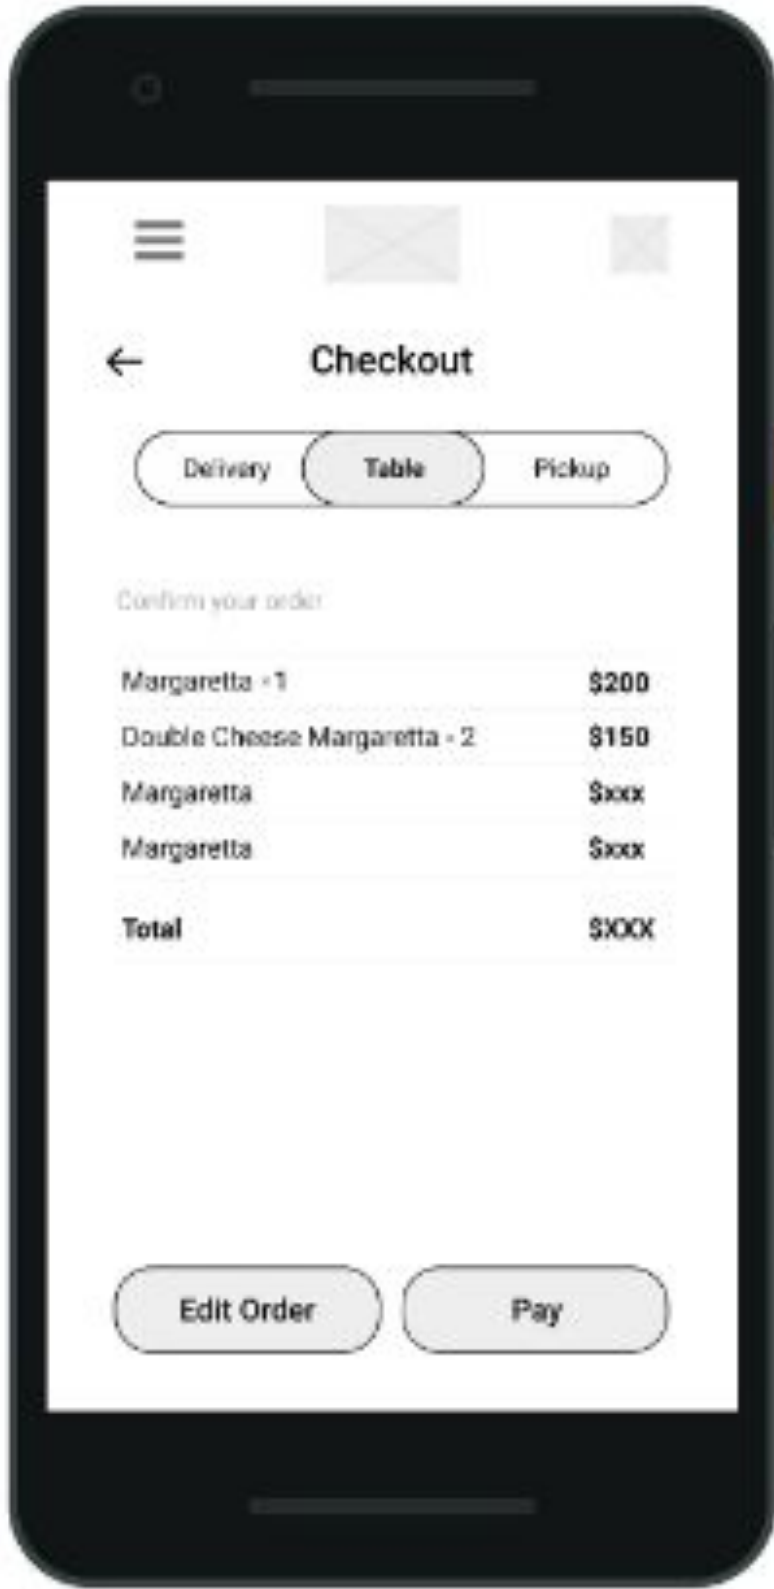 Checkout
Delivery Table Pickup
Confirm your order
Margaretta - 1 $200
Double Cheese Margaretta - 2 $150
Margaretta $xxx
Margaretta $xxx
Total $XXX
Edit Order Pay